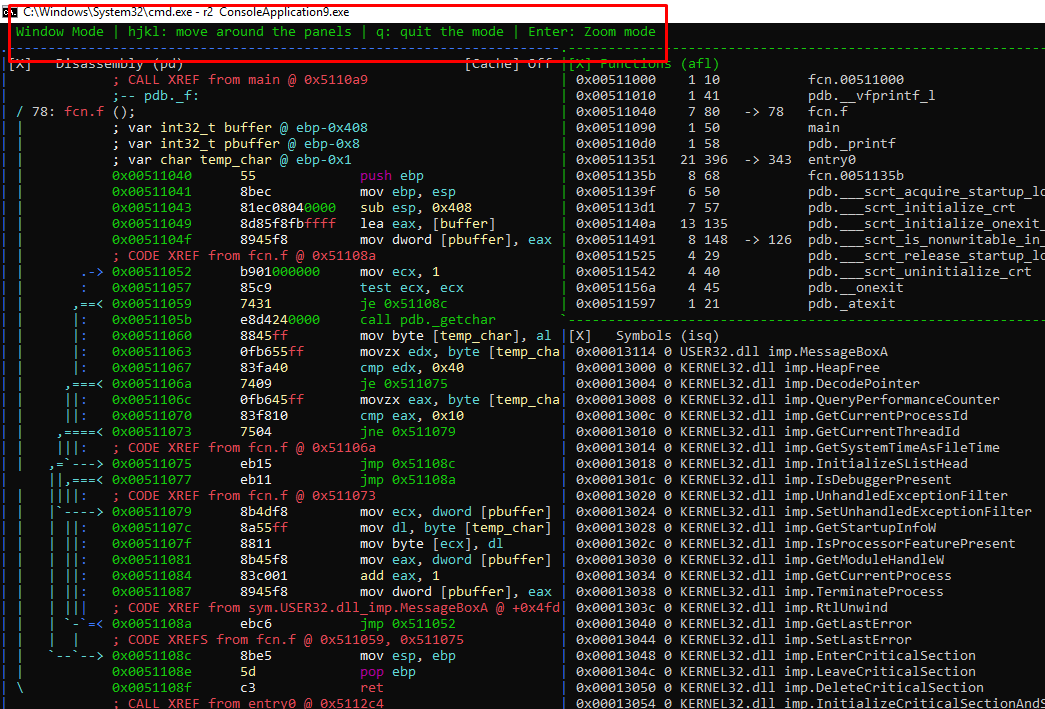 C:\Windows\System32\cmd.exe - r2 ConsoleApplication9.exe
Window Mode | hjkl: move around the panels | q: quit the mode | Enter: Zoom mode
[X] Disassembly (pd) [Cache] Off
; CALL XREF from main @ 0x5110a9
;-- pdb._f:
/ 78: fcn.f ();
| ; var int32_t buffer @ ebp-0x408
| ; var int32_t pbuffer @ ebp-0x8
| ; var char temp_char @ ebp-0x1
| 0x00511040 55 push ebp
| 0x00511041 8bec mov ebp, esp
| 0x00511043 81ec08040000 sub esp, 0x408
| 0x00511049 8d85f8fbffff lea eax, [buffer]
| 0x0051104f 8945f8 mov dword [pbuffer], eax
| ; CODE XREF from fcn.f @ 0x51108a
| .-> 0x00511052 b901000000 mov ecx, 1
| : 0x00511057 85c9 test ecx, ecx
| ,==< 0x00511059 7431 je 0x51108c
| |: 0x0051105b e8d4240000 call pdb._getchar
| |: 0x00511060 8845ff mov byte [temp_char], al
| |: 0x00511063 0fb655ff movzx edx, byte [temp_cha
| |: 0x00511067 83fa40 cmp edx, 0x40
| ,===< 0x0051106a 7409 je 0x511075
| ||: 0x0051106c 0fb645ff movzx eax, byte [temp_cha
| ||: 0x00511070 83f810 cmp eax, 0x10
| ,====< 0x00511073 7504 jne 0x511079
| |||: ; CODE XREF from fcn.f @ 0x51106a
| ,=`---> 0x00511075 eb15 jmp 0x51108c
| ||,===< 0x00511077 eb11 jmp 0x51108a
| ||||: ; CODE XREF from fcn.f @ 0x511073
| |`----> 0x00511079 8b4df8 mov ecx, dword [pbuffer]
| | ||: 0x0051107c 8a55ff mov dl, byte [temp_char]
| | ||: 0x0051107f 8811 mov byte [ecx], dl
| | ||: 0x00511081 8b45f8 mov eax, dword [pbuffer]
| | ||: 0x00511084 83c001 add eax, 1
| | ||: 0x00511087 8945f8 mov dword [pbuffer], eax
| | ||| ; CODE XREF from sym.USER32.dll_imp.MessageBoxA @ +0x4fd
| | `-`=< 0x0051108a ebc6 jmp 0x511052
| | | ; CODE XREFS from fcn.f @ 0x511059, 0x511075
| `--`--> 0x0051108c 8be5 mov esp, ebp
| 0x0051108e 5d pop ebp
\ 0x0051108f c3 ret
; CALL XREF from entry0 @ 0x5112c4
[X] Functions (afl)
0x00511000 1 10 fcn.00511000
0x00511010 1 41 pdb.__vfprintf_l
0x00511040 7 80 -> 78 fcn.f
0x00511090 1 50 main
0x005110d0 1 58 pdb._printf
0x00511351 21 396 -> 343 entry0
0x0051135b 8 68 fcn.0051135b
0x0051139f 6 50 pdb.___scrt_acquire_startup_lo
0x005113d1 7 57 pdb.___scrt_initialize_crt
0x0051140a 13 135 pdb.___scrt_initialize_onexit_
0x00511491 8 148 -> 126 pdb.___scrt_is_nonwritable_in_
0x00511525 4 29 pdb.___scrt_release_startup_lo
0x00511542 4 40 pdb.___scrt_uninitialize_crt
0x0051156a 4 45 pdb.__onexit
0x00511597 1 21 pdb._atexit
[X] Symbols (isq)
0x00013114 0 USER32.dll imp.MessageBoxA
0x00013000 0 KERNEL32.dll imp.HeapFree
0x00013004 0 KERNEL32.dll imp.DecodePointer
0x00013008 0 KERNEL32.dll imp.QueryPerformanceCounter
0x0001300c 0 KERNEL32.dll imp.GetCurrentProcessId
0x00013010 0 KERNEL32.dll imp.GetCurrentThreadId
0x00013014 0 KERNEL32.dll imp.GetSystemTimeAsFileTime
0x00013018 0 KERNEL32.dll imp.InitializeSListHead
0x0001301c 0 KERNEL32.dll imp.IsDebuggerPresent
0x00013020 0 KERNEL32.dll imp.UnhandledExceptionFilter
0x00013024 0 KERNEL32.dll imp.SetUnhandledExceptionFilter
0x00013028 0 KERNEL32.dll imp.GetStartupInfoW
0x0001302c 0 KERNEL32.dll imp.IsProcessorFeaturePresent
0x00013030 0 KERNEL32.dll imp.GetModuleHandleW
0x00013034 0 KERNEL32.dll imp.GetCurrentProcess
0x00013038 0 KERNEL32.dll imp.TerminateProcess
0x0001303c 0 KERNEL32.dll imp.RtlUnwind
0x00013040 0 KERNEL32.dll imp.GetLastError
0x00013044 0 KERNEL32.dll imp.SetLastError
0x00013048 0 KERNEL32.dll imp.EnterCriticalSection
0x0001304c 0 KERNEL32.dll imp.LeaveCriticalSection
0x00013050 0 KERNEL32.dll imp.DeleteCriticalSection
0x00013054 0 KERNEL32.dll imp.InitializeCriticalSectionAndS